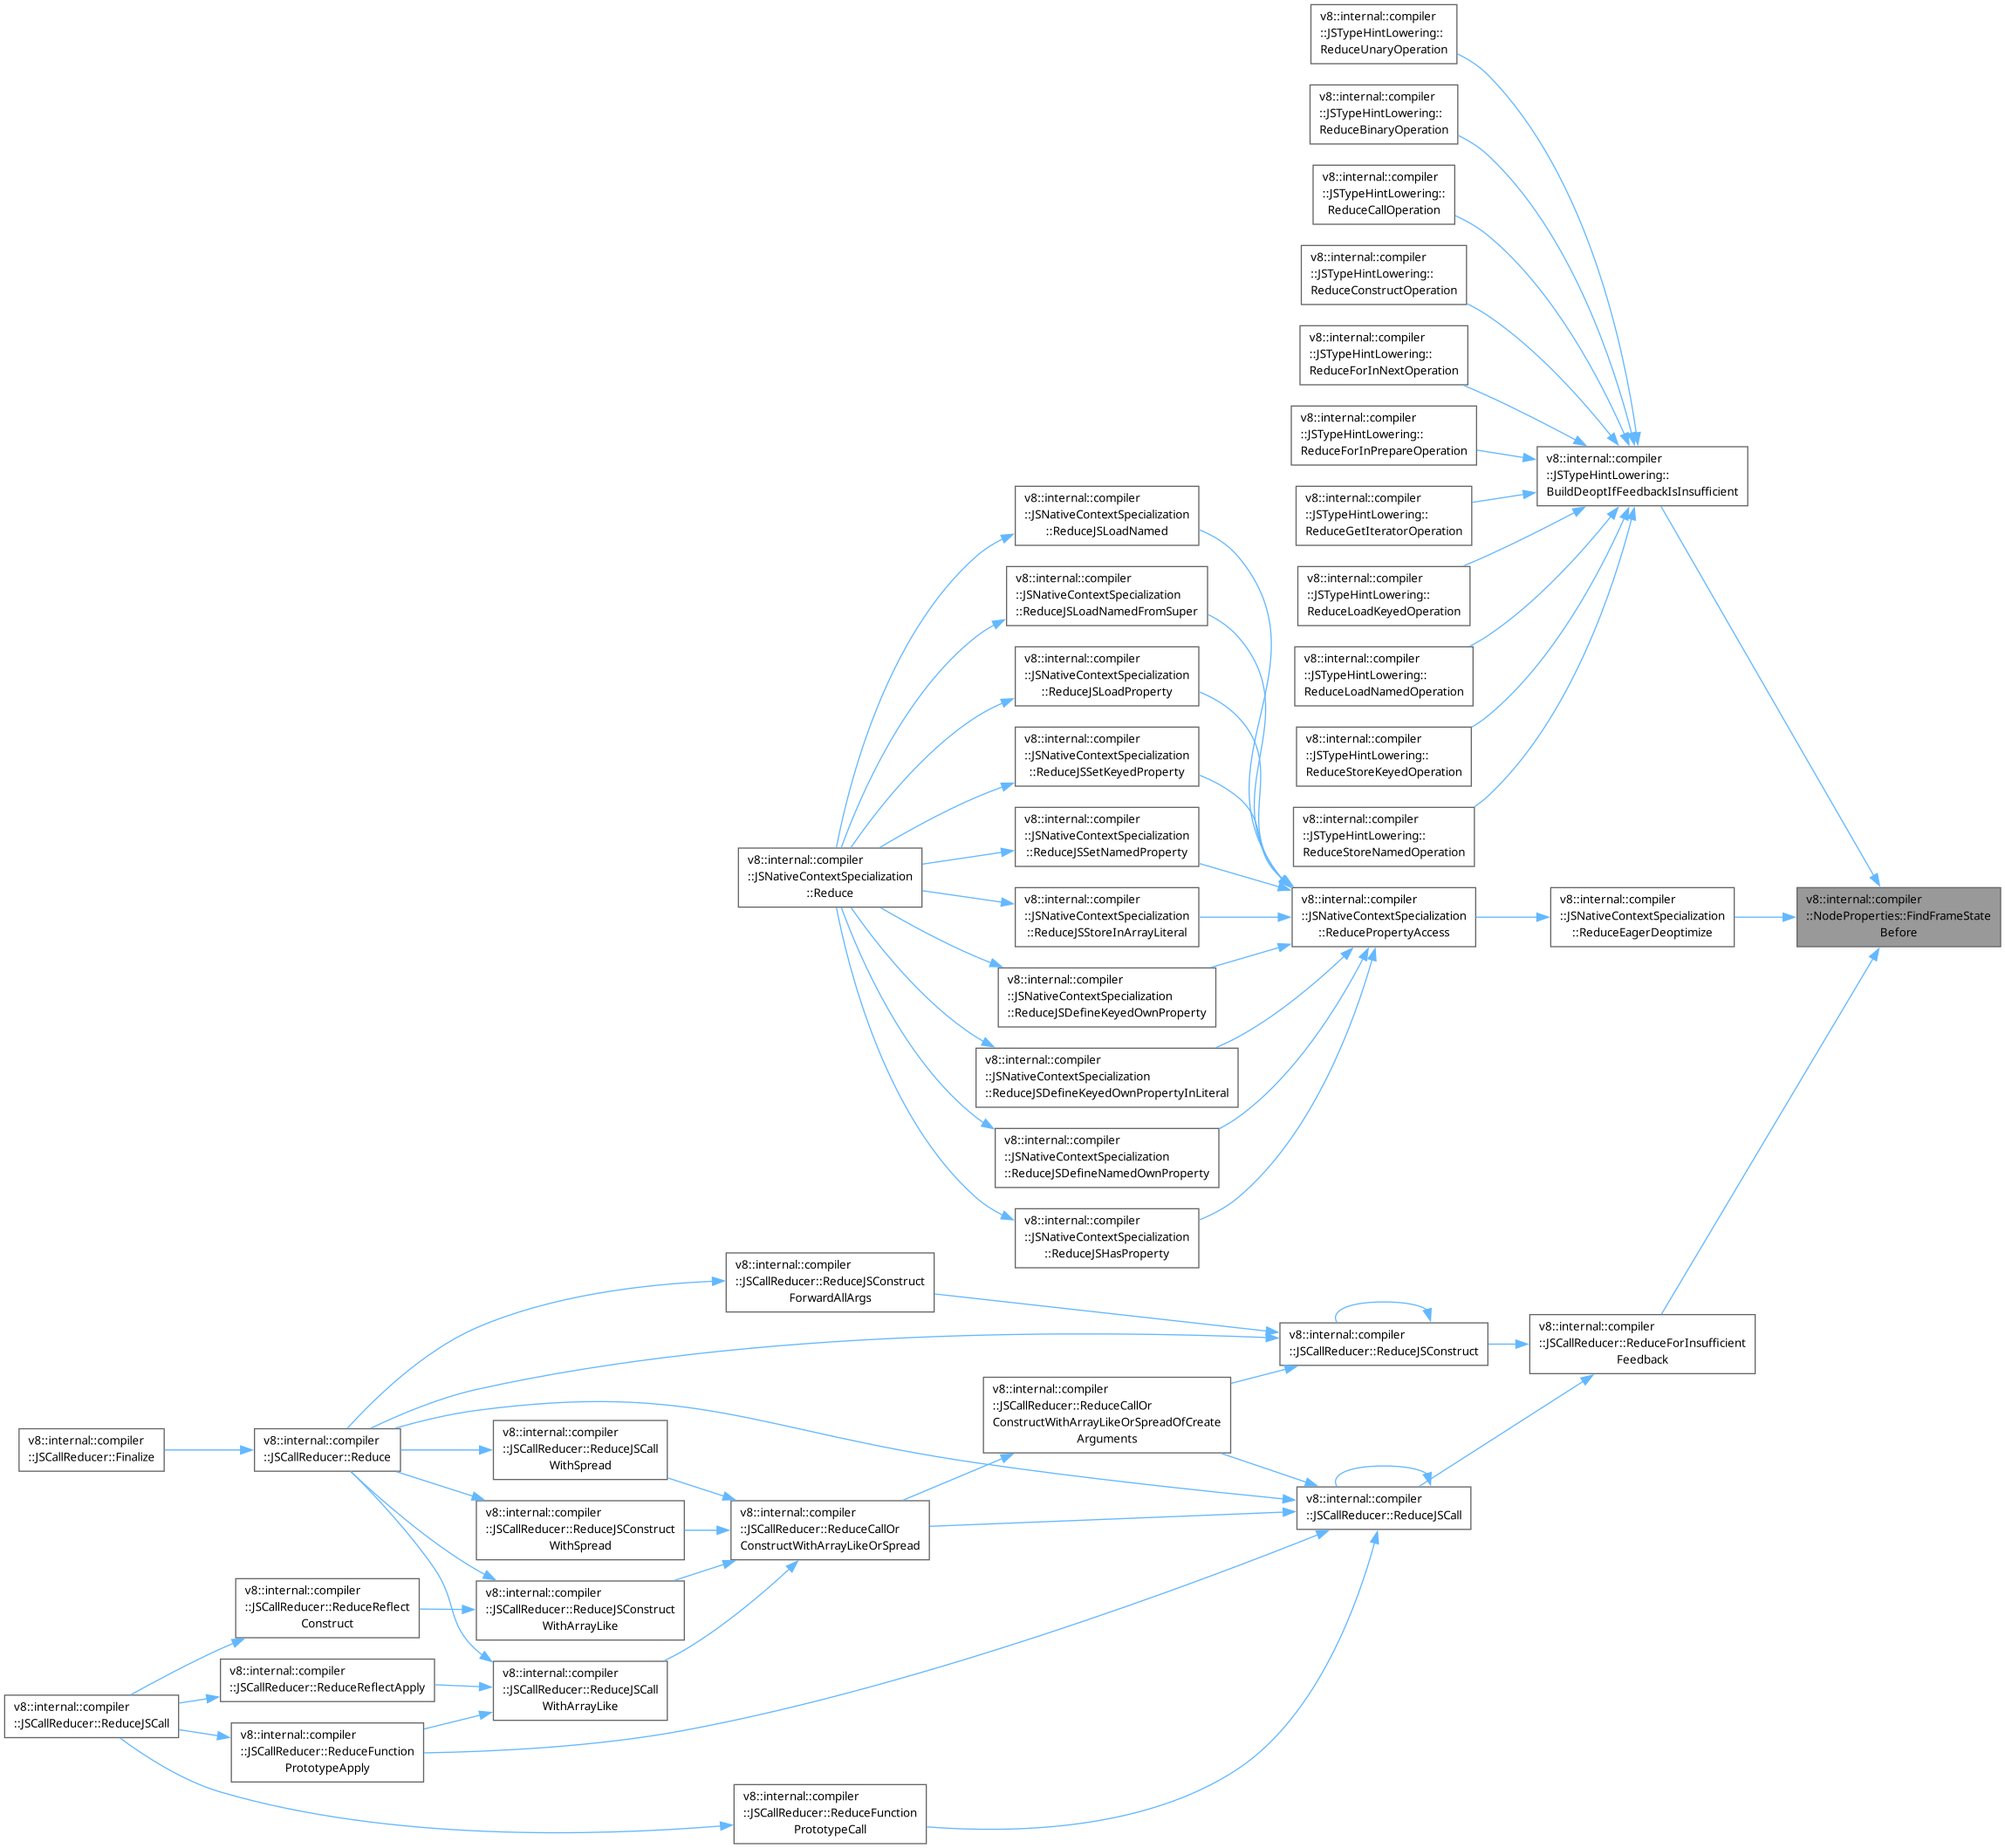 v8::internal::compiler
::JSTypeHintLowering::
ReduceUnaryOperation
v8::internal::compiler
::JSTypeHintLowering::
ReduceBinaryOperation
v8::internal::compiler
::JSTypeHintLowering::
ReduceCallOperation
v8::internal::compiler
::JSTypeHintLowering::
ReduceConstructOperation
v8::internal::compiler
::JSTypeHintLowering::
ReduceForInNextOperation
v8::internal::compiler
::JSTypeHintLowering::
ReduceForInPrepareOperation
v8::internal::compiler
::JSTypeHintLowering::
BuildDeoptIfFeedbackIsInsufficient
v8::internal::compiler
::JSTypeHintLowering::
ReduceGetIteratorOperation
v8::internal::compiler
::JSNativeContextSpecialization
::ReduceJSLoadNamed
v8::internal::compiler
::JSTypeHintLowering::
ReduceLoadKeyedOperation
v8::internal::compiler
::JSNativeContextSpecialization
::ReduceJSLoadNamedFromSuper
v8::internal::compiler
::JSTypeHintLowering::
ReduceLoadNamedOperation
v8::internal::compiler
::JSNativeContextSpecialization
::ReduceJSLoadProperty
v8::internal::compiler
::JSTypeHintLowering::
ReduceStoreKeyedOperation
v8::internal::compiler
::JSNativeContextSpecialization
::ReduceJSSetKeyedProperty
v8::internal::compiler
::JSTypeHintLowering::
ReduceStoreNamedOperation
v8::internal::compiler
::JSNativeContextSpecialization
::ReduceJSSetNamedProperty
v8::internal::compiler
::JSNativeContextSpecialization
::Reduce
v8::internal::compiler
::JSNativeContextSpecialization
::ReduceJSStoreInArrayLiteral
v8::internal::compiler
::JSNativeContextSpecialization
::ReducePropertyAccess
v8::internal::compiler
::JSNativeContextSpecialization
::ReduceEagerDeoptimize
v8::internal::compiler
::NodeProperties::FindFrameState
Before
v8::internal::compiler
::JSNativeContextSpecialization
::ReduceJSDefineKeyedOwnProperty
v8::internal::compiler
::JSNativeContextSpecialization
::ReduceJSDefineKeyedOwnPropertyInLiteral
v8::internal::compiler
::JSNativeContextSpecialization
::ReduceJSDefineNamedOwnProperty
v8::internal::compiler
::JSNativeContextSpecialization
::ReduceJSHasProperty
v8::internal::compiler
::JSCallReducer::ReduceJSConstruct
ForwardAllArgs
v8::internal::compiler
::JSCallReducer::ReduceJSConstruct
v8::internal::compiler
::JSCallReducer::ReduceForInsufficient
Feedback
v8::internal::compiler
::JSCallReducer::ReduceCallOr
ConstructWithArrayLikeOrSpreadOfCreate
Arguments
v8::internal::compiler
::JSCallReducer::Finalize
v8::internal::compiler
::JSCallReducer::Reduce
v8::internal::compiler
::JSCallReducer::ReduceJSCall
WithSpread
v8::internal::compiler
::JSCallReducer::ReduceJSCall
v8::internal::compiler
::JSCallReducer::ReduceJSConstruct
WithSpread
v8::internal::compiler
::JSCallReducer::ReduceCallOr
ConstructWithArrayLikeOrSpread
v8::internal::compiler
::JSCallReducer::ReduceReflect
Construct
v8::internal::compiler
::JSCallReducer::ReduceJSConstruct
WithArrayLike
v8::internal::compiler
::JSCallReducer::ReduceReflectApply
v8::internal::compiler
::JSCallReducer::ReduceJSCall
WithArrayLike
v8::internal::compiler
::JSCallReducer::ReduceJSCall
v8::internal::compiler
::JSCallReducer::ReduceFunction
PrototypeApply
v8::internal::compiler
::JSCallReducer::ReduceFunction
PrototypeCall